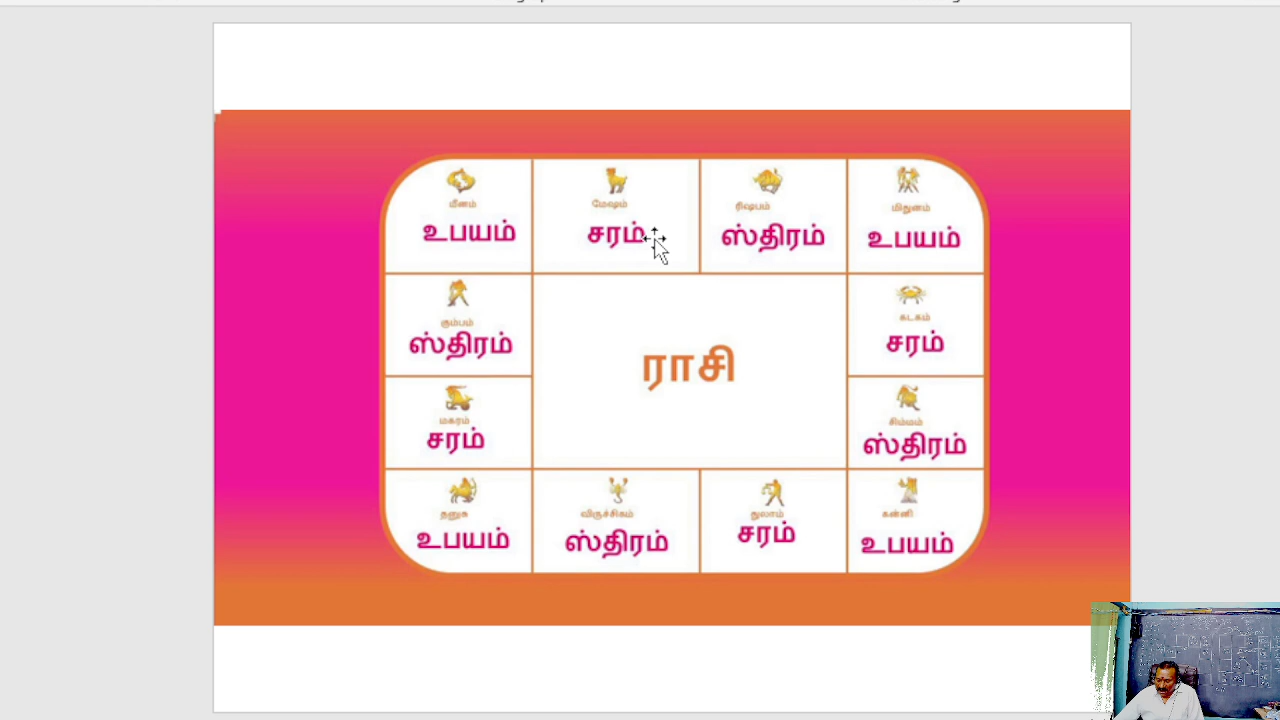 மீனம்
உபயம்
மேஷம்
சரம்
ரிஷபம்
ஸ்திரம்
மிதுனம்
உபயம்
கும்பம்
ஸ்திரம்
கடகம்
சரம்
ராசி
மகரம்
சரம்
சிம்மம்
ஸ்திரம்
தனுசு
உபயம்
விருச்சிகம்
ஸ்திரம்
துலாம்
சரம்
கன்னி
உபயம்